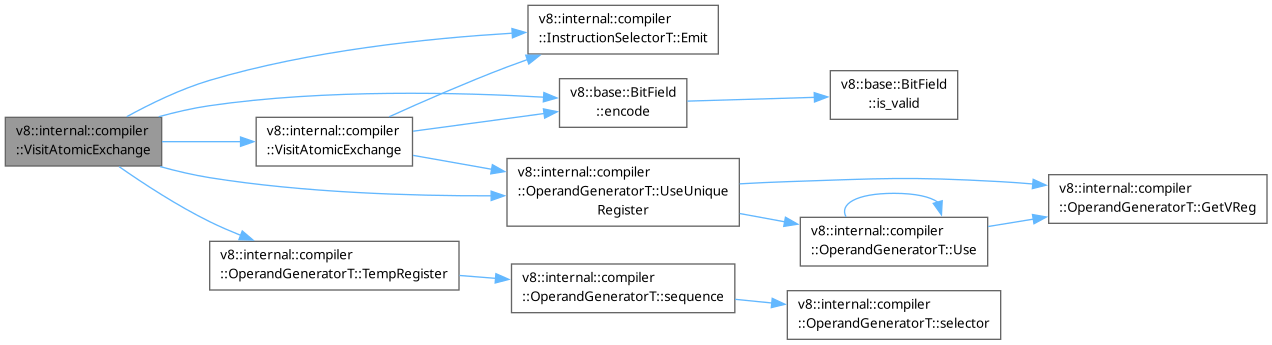 v8::internal::compiler
::VisitAtomicExchange
v8::internal::compiler
::InstructionSelectorT::Emit
v8::base::BitField
::encode
v8::base::BitField
::is_valid
v8::internal::compiler
::VisitAtomicExchange
v8::internal::compiler
::OperandGeneratorT::UseUnique
Register
v8::internal::compiler
::OperandGeneratorT::GetVReg
v8::internal::compiler
::OperandGeneratorT::Use
v8::internal::compiler
::OperandGeneratorT::TempRegister
v8::internal::compiler
::OperandGeneratorT::sequence
v8::internal::compiler
::OperandGeneratorT::selector